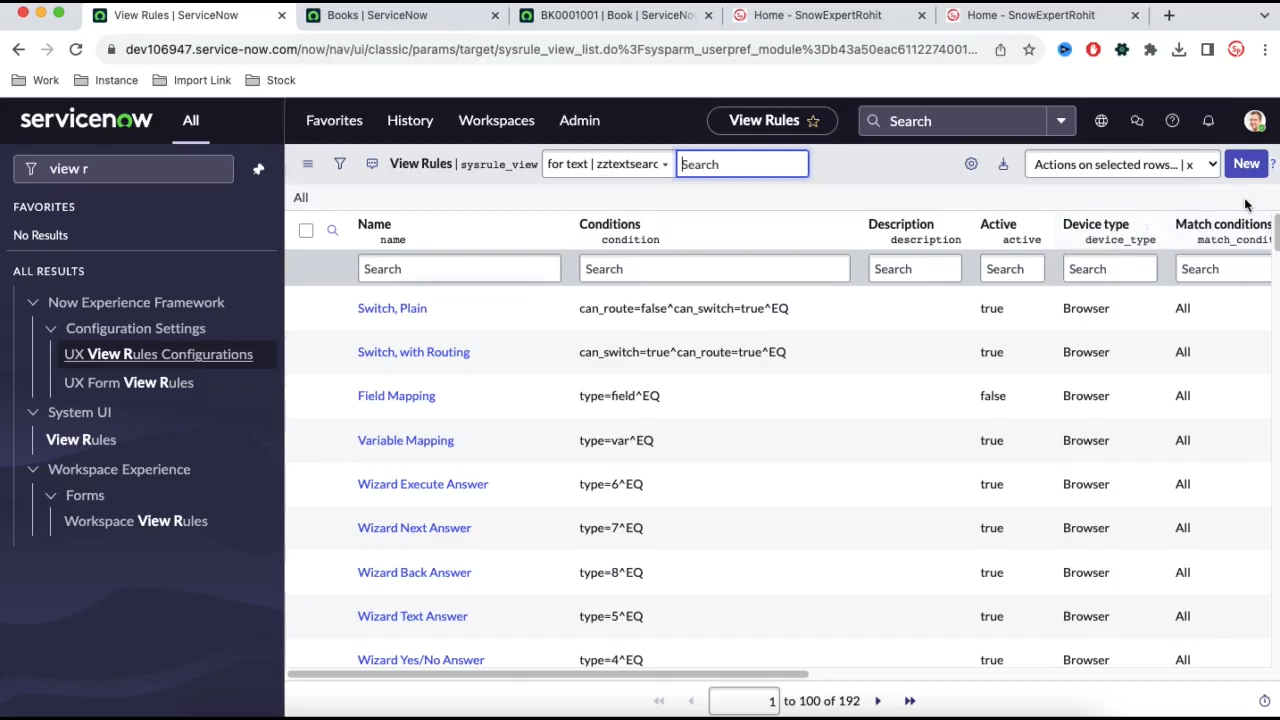 View Rules | ServiceNow
Books | ServiceNow
BK0001001 | Book | ServiceNo
Home - SnowExpertRohit
Home - SnowExpertRohit
dev106947.service-now.com/now/nav/ui/classic/params/target/sysrule_view_list.do%3Fsysparm_userpref_module%3Db43a50eac6112274001...
Work
Instance
Import Link
Stock
servicenow
All
Favorites
History
Workspaces
Admin
View Rules
Search
view r
View Rules | sysrule_view
for text | zztextsearc
Search
Actions on selected rows... | x
New
?
FAVORITES
No Results
ALL RESULTS
Now Experience Framework
Configuration Settings
UX View Rules Configurations
UX Form View Rules
System UI
View Rules
Workspace Experience
Forms
Workspace View Rules
All
Name
name
Conditions
condition
Description
description
Active
active
Device type
device_type
Match conditions
match_condit
Search
Search
Search
Search
Search
Search
Switch, Plain
can_route=false^can_switch=true^EQ
true
Browser
All
Switch, with Routing
can_switch=true^can_route=true^EQ
true
Browser
All
Field Mapping
type=field^EQ
false
Browser
All
Variable Mapping
type=var^EQ
true
Browser
All
Wizard Execute Answer
type=6^EQ
true
Browser
All
Wizard Next Answer
type=7^EQ
true
Browser
All
Wizard Back Answer
type=8^EQ
true
Browser
All
Wizard Text Answer
type=5^EQ
true
Browser
All
Wizard Yes/No Answer
type=4^EQ
true
Browser
All
1 to 100 of 192